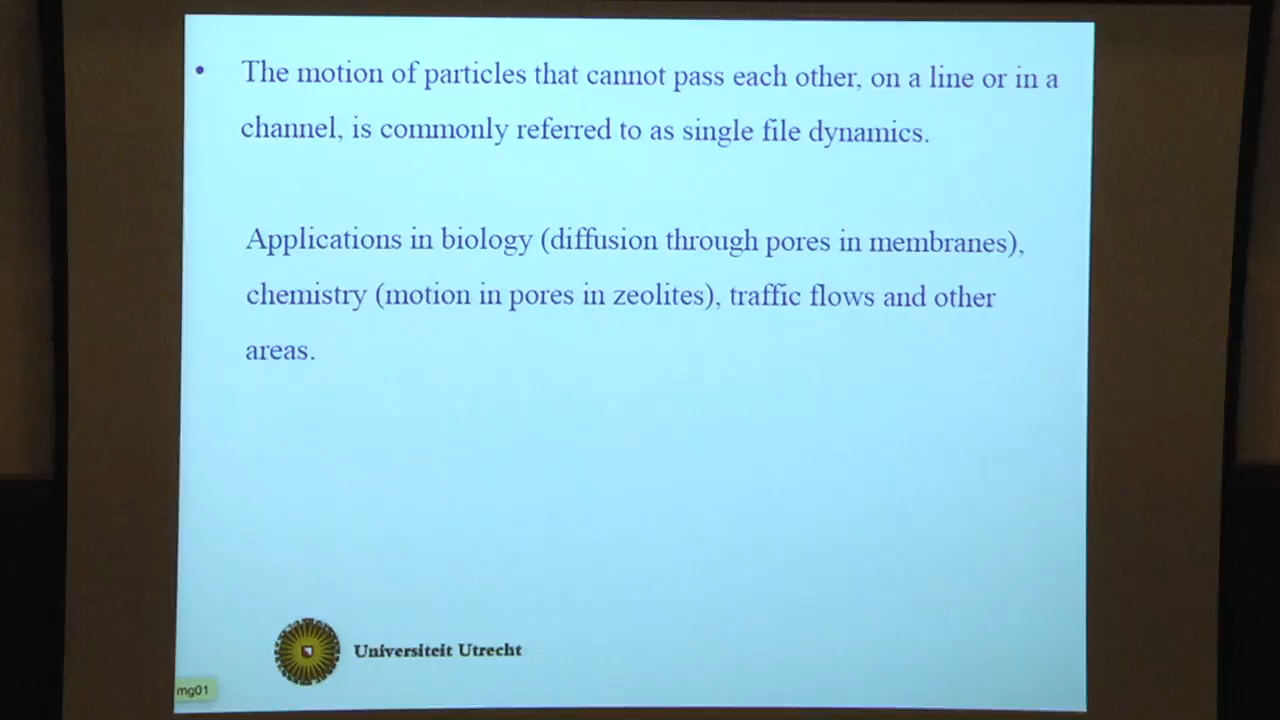 • The motion of particles that cannot pass each other, on a line or in a
channel, is commonly referred to as single file dynamics.
Applications in biology (diffusion through pores in membranes),
chemistry (motion in pores in zeolites), traffic flows and other
areas.
Universiteit Utrecht
mg01